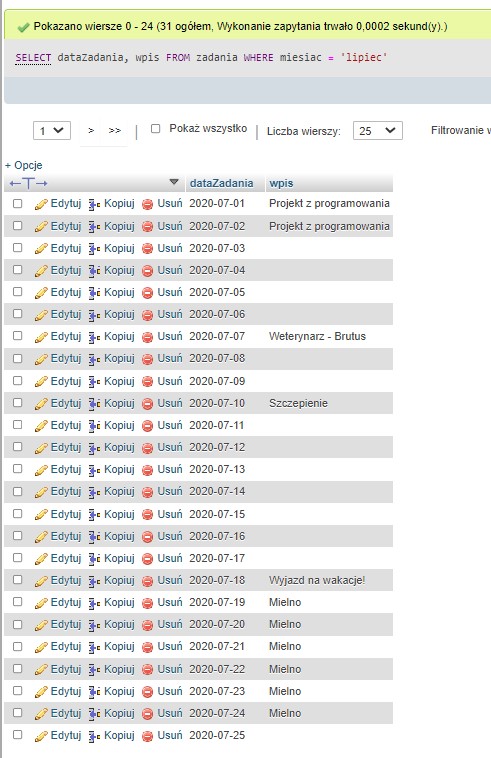 Pokazano wiersze 0 - 24 (31 ogółem, Wykonanie zapytania trwało 0,0002 sekund(y).)
SELECT dataZadania, wpis FROM zadania WHERE miesiac = 'lipiec'
1 > >> | Pokaż wszystko | Liczba wierszy: 25 Filtrowanie w
+ Opcje
←T→ dataZadania wpis
Edytuj Kopiuj Usuń 2020-07-01 Projekt z programowania
Edytuj Kopiuj Usuń 2020-07-02 Projekt z programowania
Edytuj Kopiuj Usuń 2020-07-03
Edytuj Kopiuj Usuń 2020-07-04
Edytuj Kopiuj Usuń 2020-07-05
Edytuj Kopiuj Usuń 2020-07-06
Edytuj Kopiuj Usuń 2020-07-07 Weterynarz - Brutus
Edytuj Kopiuj Usuń 2020-07-08
Edytuj Kopiuj Usuń 2020-07-09
Edytuj Kopiuj Usuń 2020-07-10 Szczepienie
Edytuj Kopiuj Usuń 2020-07-11
Edytuj Kopiuj Usuń 2020-07-12
Edytuj Kopiuj Usuń 2020-07-13
Edytuj Kopiuj Usuń 2020-07-14
Edytuj Kopiuj Usuń 2020-07-15
Edytuj Kopiuj Usuń 2020-07-16
Edytuj Kopiuj Usuń 2020-07-17
Edytuj Kopiuj Usuń 2020-07-18 Wyjazd na wakacje!
Edytuj Kopiuj Usuń 2020-07-19 Mielno
Edytuj Kopiuj Usuń 2020-07-20 Mielno
Edytuj Kopiuj Usuń 2020-07-21 Mielno
Edytuj Kopiuj Usuń 2020-07-22 Mielno
Edytuj Kopiuj Usuń 2020-07-23 Mielno
Edytuj Kopiuj Usuń 2020-07-24 Mielno
Edytuj Kopiuj Usuń 2020-07-25